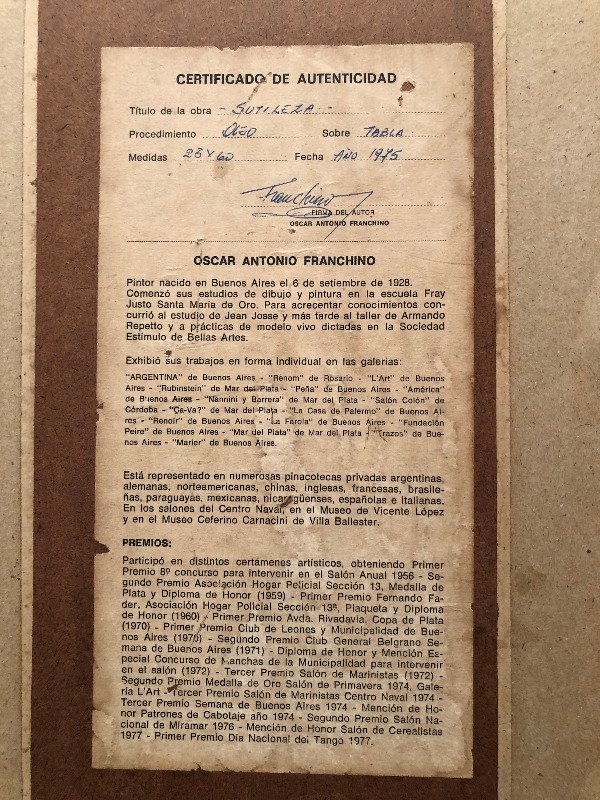 CERTIFICADO DE AUTENTICIDAD
Título de la obra - SUTILEZA -
Procedimiento OLEO Sobre TABLA
Medidas 28 x 60 Fecha AÑO 1975
Franchino
FIRMA DEL AUTOR
OSCAR ANTONIO FRANCHINO
OSCAR ANTONIO FRANCHINO
Pintor nacido en Buenos Aires el 6 de setiembre de 1928.
Comenzó sus estudios de dibujo y pintura en la escuela Fray
Justo Santa María de Oro. Para acrecentar conocimientos con-
currió al estudio de Jean Josse y más tarde al taller de Armando
Repetto y a prácticas de modelo vivo dictadas en la Sociedad
Estímulo de Bellas Artes.
Exhibió sus trabajos en forma individual en las galerías:
"ARGENTINA" de Buenos Aires - "Renom" de Rosario - "L'Art" de Buenos
Aires - "Rubinstein" de Mar del Plata - "Peña" de Buenos Aires - "América"
de Buenos Aires - "Nannini y Barrera" de Mar del Plata - "Salón Colón" de
Córdoba - "Ça-Va?" de Mar del Plata - "La Casa de Palermo" de Buenos Ai-
res - "Renoir" de Buenos Aires - "La Farola" de Buenos Aires - "Fundación
Peire" de Buenos Aires - "Mar del Plata" de Mar del Plata - "Trazos" de Bue-
nos Aires - "Marier" de Buenos Aires.
Está representado en numerosas pinacotecas privadas argentinas,
alemanas, norteamericanas, chinas, inglesas, francesas, brasile-
ñas, paraguayas, mexicanas, nicaragüenses, españolas e italianas.
En los salones del Centro Naval, en el Museo de Vicente López
y en el Museo Ceferino Carnacini de Villa Ballester.
PREMIOS:
Participó en distintos certámenes artísticos, obteniendo Primer
Premio 8º concurso para intervenir en el Salón Anual 1956 - Se-
gundo Premio Asociación Hogar Policial Sección 13, Medalla de
Plata y Diploma de Honor (1959) - Primer Premio Fernando Fa-
der. Asociación Hogar Policial Sección 13ª, Plaqueta y Diploma
de Honor (1960) - Primer Premio Avda. Rivadavia, Copa de Plata
(1970) - Primer Premio Club de Leones y Municipalidad de Bue-
nos Aires (1970) - Segundo Premio Club General Belgrano Se-
mana de Buenos Aires (1971) - Diploma de Honor y Mención Es-
pecial Concurso de Manchas de la Municipalidad para intervenir
en el salón (1972) - Tercer Premio Salón de Marinistas (1972) -
Segundo Premio Medalla de Oro Salón de Primavera 1974, Gale-
ría L'Art - Tercer Premio Salón de Marinistas Centro Naval 1974 -
Tercer Premio Semana de Buenos Aires 1974 - Mención de Ho-
nor Patrones de Cabotaje año 1974 - Segundo Premio Salón Na-
cional de Miramar 1976 - Mención de Honor Salón de Cerealistas
1977 - Primer Premio Día Nacional del Tango 1977.